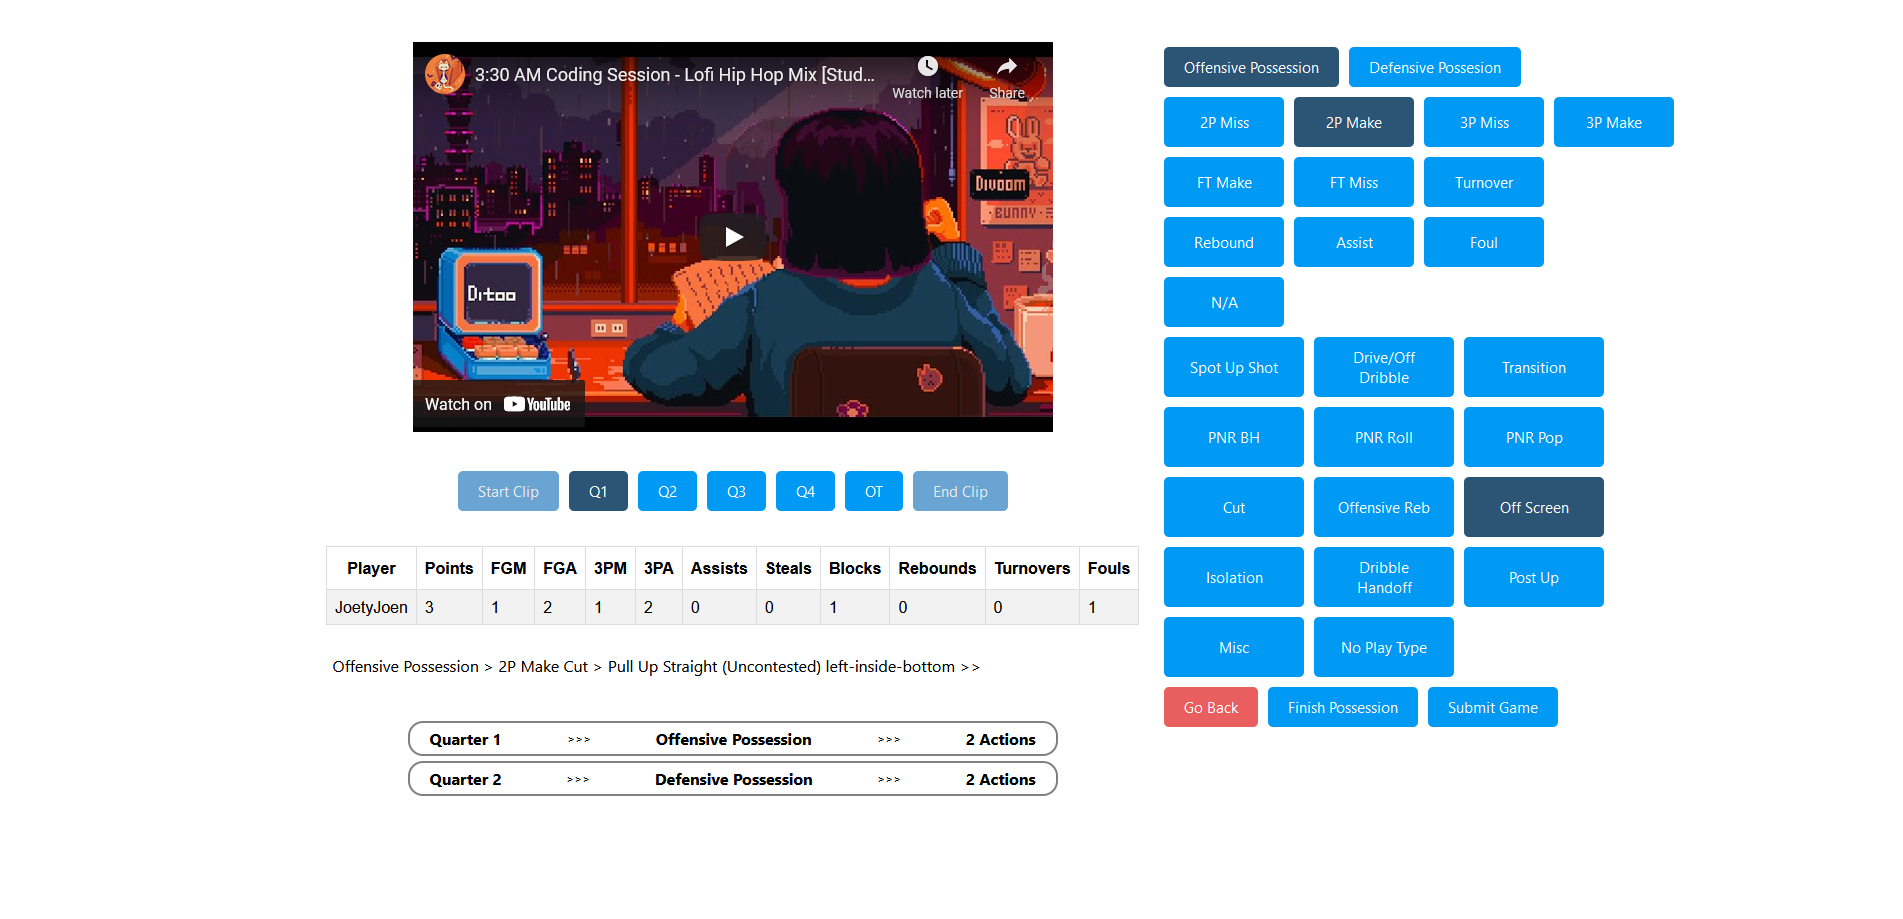 3:30 AM Coding Session - Lofi Hip Hop Mix [Stud...
Watch later
Share
Divoom
BUNNY
Ditoo
Watch on YouTube
Start Clip Q1 Q2 Q3 Q4 OT End Clip
Player Points FGM FGA 3PM 3PA Assists Steals Blocks Rebounds Turnovers Fouls
JoetyJoen 3 1 2 1 2 0 0 1 0 0 1
Offensive Possession > 2P Make Cut > Pull Up Straight (Uncontested) left-inside-bottom >>
Quarter 1 >>> Offensive Possession >>> 2 Actions
Quarter 2 >>> Defensive Possession >>> 2 Actions
Offensive Possession Defensive Possesion
2P Miss 2P Make 3P Miss 3P Make
FT Make FT Miss Turnover
Rebound Assist Foul
N/A
Spot Up Shot Drive/Off Dribble Transition
PNR BH PNR Roll PNR Pop
Cut Offensive Reb Off Screen
Isolation Dribble Handoff Post Up
Misc No Play Type
Go Back Finish Possession Submit Game